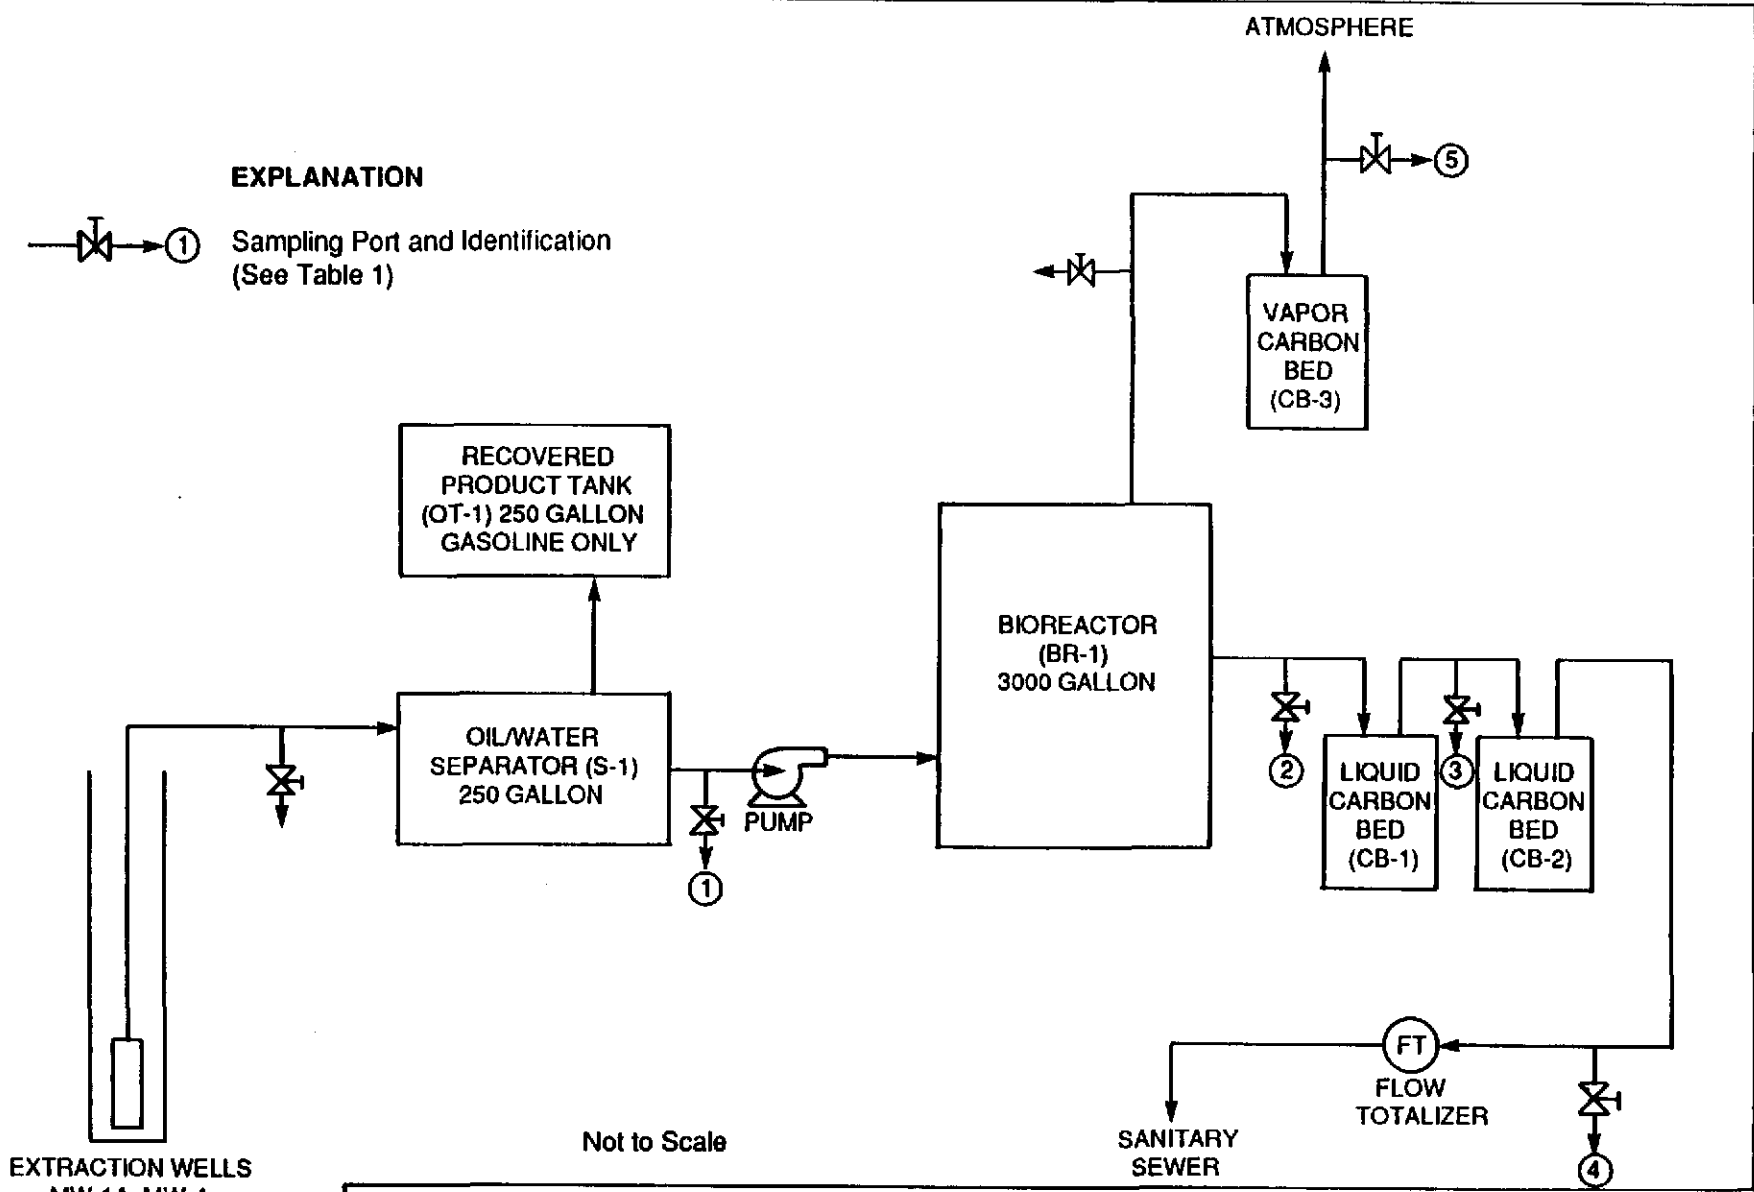 ATMOSPHERE
5
EXPLANATION
1 Sampling Port and Identification
(See Table 1)
VAPOR
CARBON
BED
(CB-3)
RECOVERED
PRODUCT TANK
(OT-1) 250 GALLON
GASOLINE ONLY
BIOREACTOR
(BR-1)
3000 GALLON
OIL/WATER
SEPARATOR (S-1)
250 GALLON
PUMP
1
2
LIQUID
CARBON
BED
(CB-1)
3
LIQUID
CARBON
BED
(CB-2)
FT
FLOW
TOTALIZER
SANITARY
SEWER
4
Not to Scale
EXTRACTION WELLS